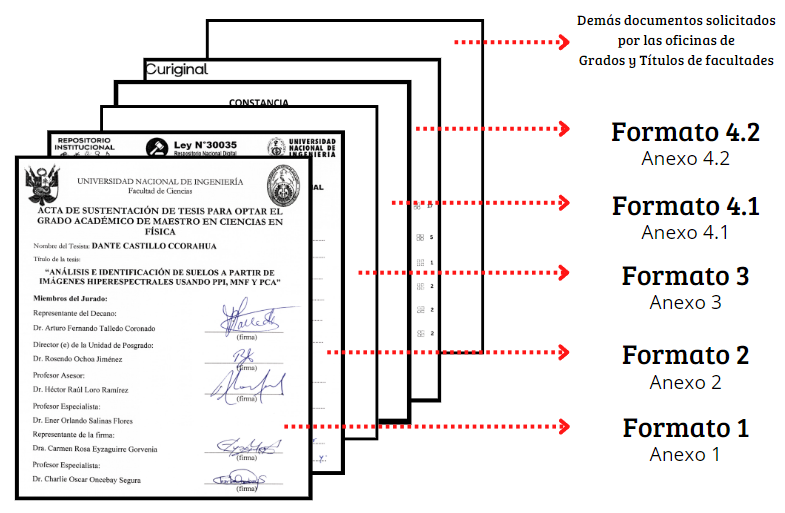 Demás documentos solicitados
por las oficinas de
Grados y Títulos de facultades
Curiginal
CONSTANCIA
REPOSITORIO
INSTITUCIONAL
Ley N°30035
Repositorio Nacional Digital
UNIVERSIDAD
NACIONAL DE
INGENIERÍA
UNIVERSIDAD NACIONAL DE INGENIERÍA
Facultad de Ciencias
ACTA DE SUSTENTACIÓN DE TESIS PARA OPTAR EL
GRADO ACADÉMICO DE MAESTRO EN CIENCIAS EN
FÍSICA
Nombre del Tesista: DANTE CASTILLO CCORAHUA
Título de la tesis:
“ANÁLISIS E IDENTIFICACIÓN DE SUELOS A PARTIR DE
IMÁGENES HIPERESPECTRALES USANDO PPI, MNF Y PCA”
Miembros del Jurado:
Representante del Decano:
Dr. Arturo Fernando Talledo Coronado
(firma)
Director (e) de la Unidad de Posgrado:
Dr. Rosendo Ochoa Jiménez
(firma)
Profesor Asesor:
Dr. Héctor Raúl Loro Ramírez
(firma)
Profesor Especialista:
Dr. Ener Orlando Salinas Flores
Representante de la firma:
Dra. Carmen Rosa Eyzaguirre Gorvenia
(firma)
Profesor Especialista:
Dr. Charlie Oscar Oncebay Segura
(firma)
17
5
1
2
2
2
Formato 4.2
Anexo 4.2
Formato 4.1
Anexo 4.1
Formato 3
Anexo 3
Formato 2
Anexo 2
Formato 1
Anexo 1